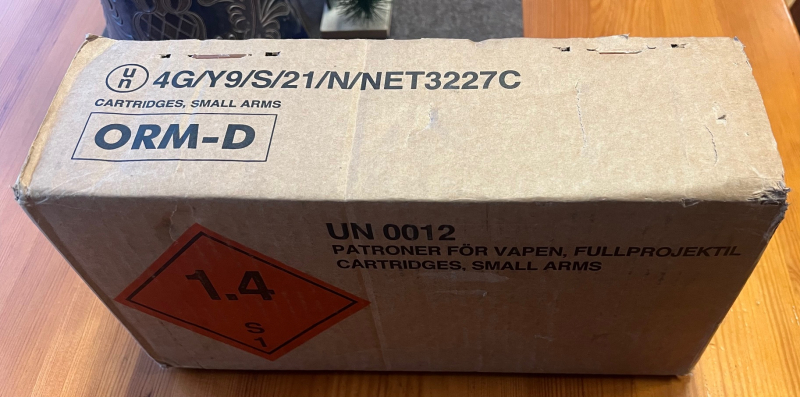 un 4G/Y9/S/21/N/NET3227C
CARTRIDGES, SMALL ARMS
ORM-D
UN 0012
PATRONER FÖR VAPEN, FULLPROJEKTIL
CARTRIDGES, SMALL ARMS
1.4
S
1